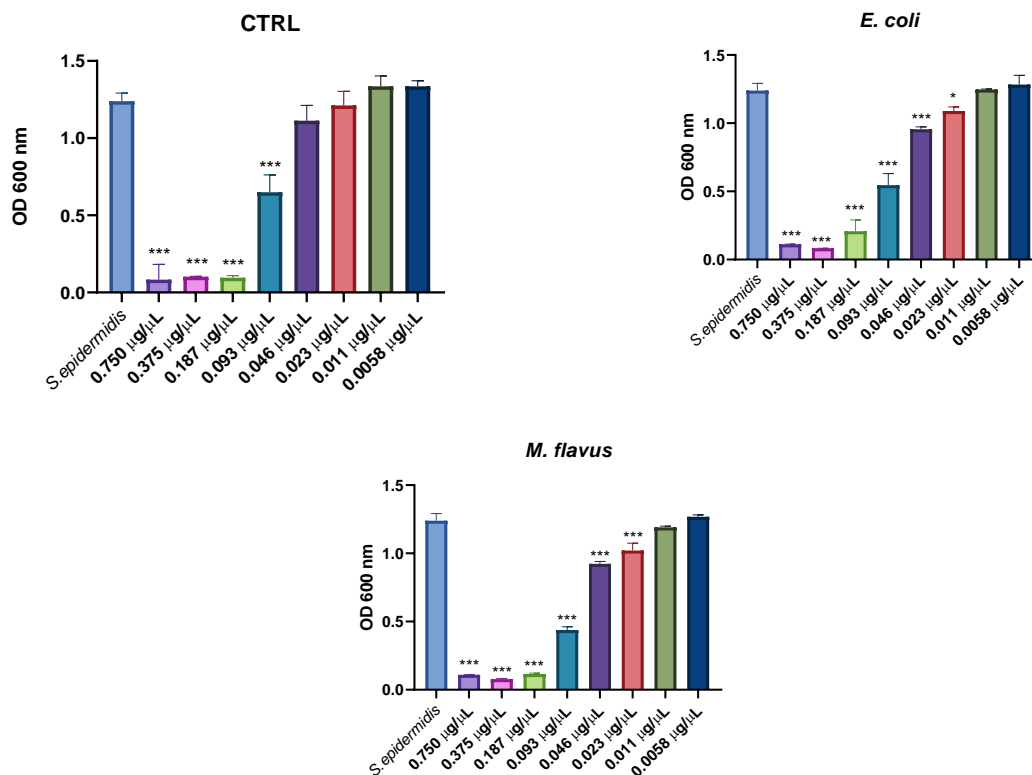 CTRL
OD 600 nm
1.5
1.0
0.5
0.0
***
***
***
***
S.epidermidis
0.750 µg/µL
0.375 µg/µL
0.187 µg/µL
0.093 µg/µL
0.046 µg/µL
0.023 µg/µL
0.011 µg/µL
0.0058 µg/µL
E. coli
OD 600 nm
1.5
1.0
0.5
0.0
***
***
***
***
***
*
S.epidermidis
0.750 µg/µL
0.375 µg/µL
0.187 µg/µL
0.093 µg/µL
0.046 µg/µL
0.023 µg/µL
0.011 µg/µL
0.0058 µg/µL
M. flavus
OD 600 nm
1.5
1.0
0.5
0.0
***
***
***
***
***
***
S.epidermidis
0.750 µg/µL
0.375 µg/µL
0.187 µg/µL
0.093 µg/µL
0.046 µg/µL
0.023 µg/µL
0.011 µg/µL
0.0058 µg/µL